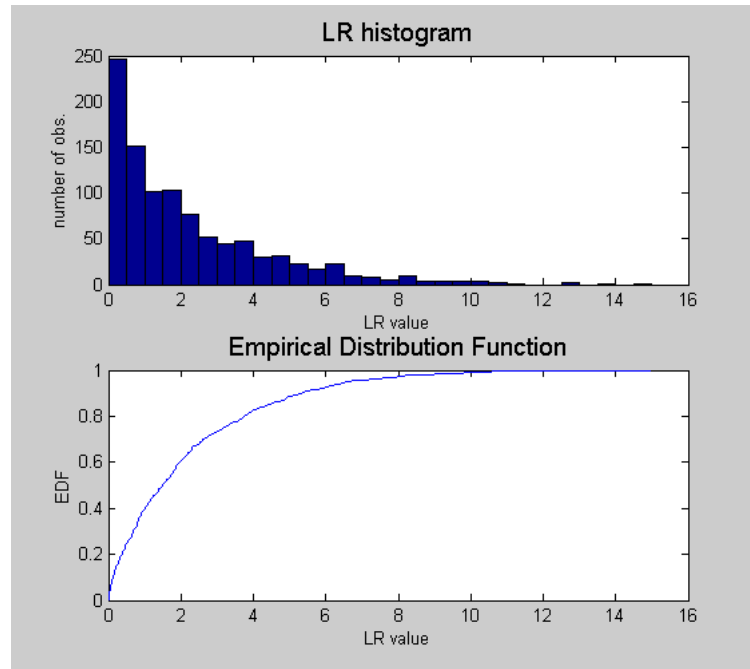 LR histogram
250
200
150
100
50
0
number of obs.
0 2 4 6 8 10 12 14 16
LR value
Empirical Distribution Function
1
0.8
0.6
0.4
0.2
0
EDF
0 2 4 6 8 10 12 14 16
LR value